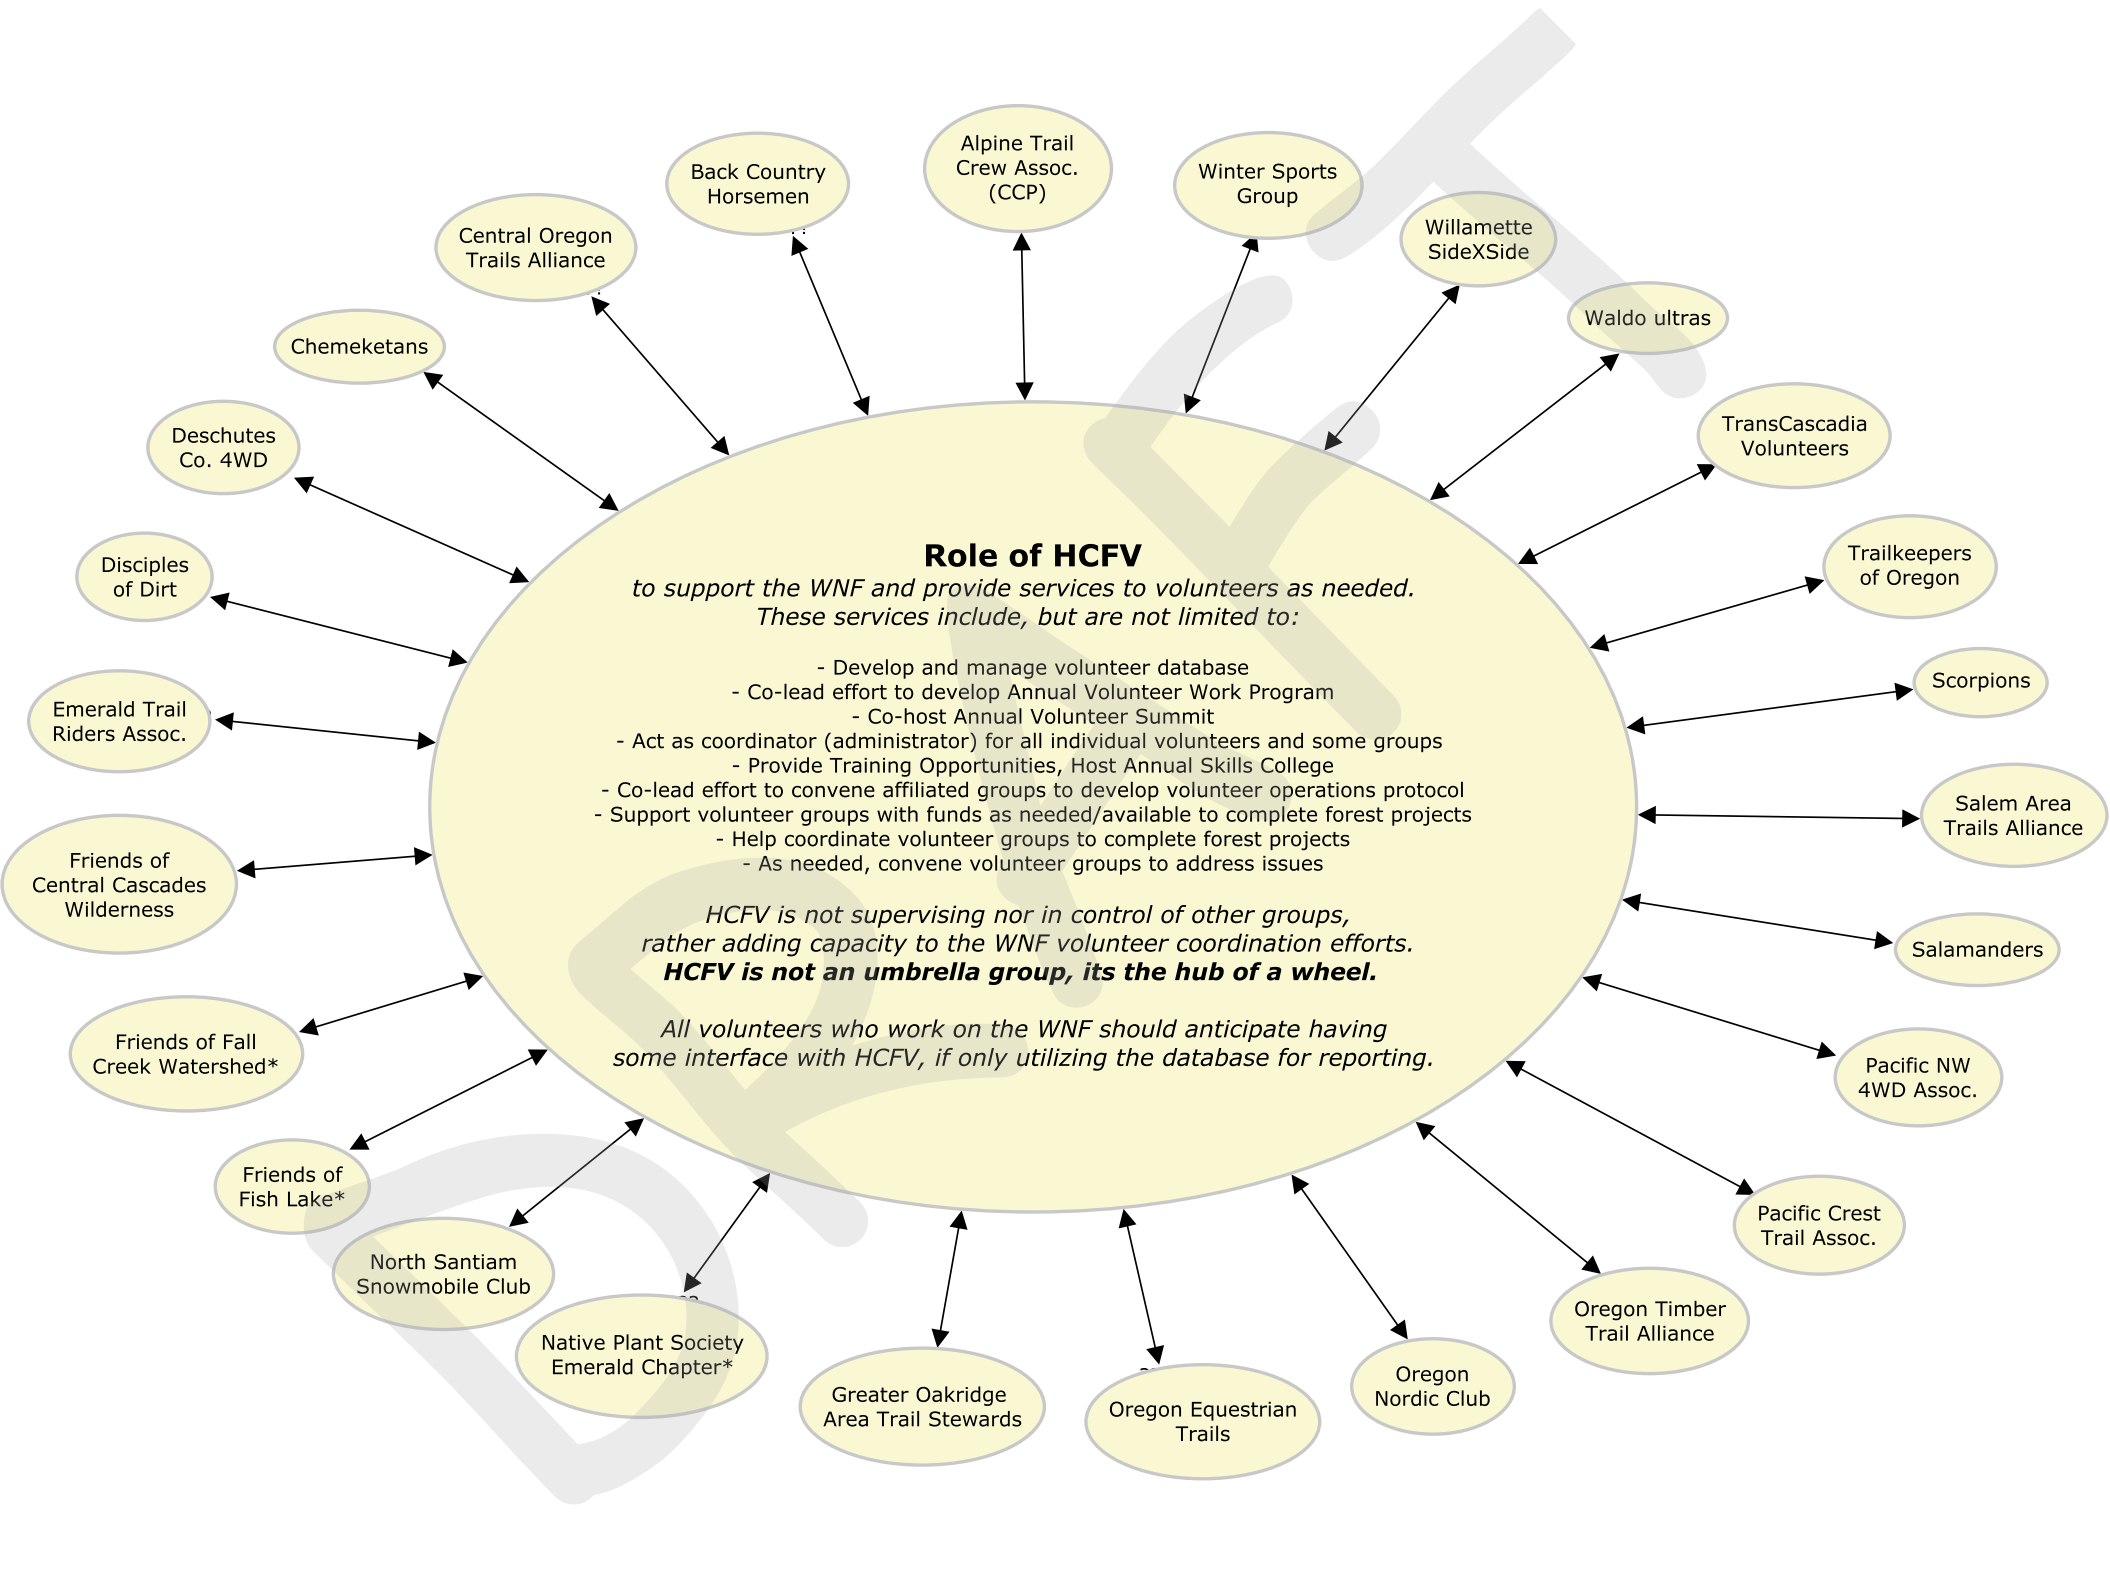 Alpine Trail
Crew Assoc.
(CCP)
Winter Sports
Group
Willamette
SideXSide
Waldo ultras
TransCascadia
Volunteers
Trailkeepers
of Oregon
Scorpions
Salem Area
Trails Alliance
Salamanders
Pacific NW
4WD Assoc.
Pacific Crest
Trail Assoc.
Oregon Timber
Trail Alliance
Oregon
Nordic Club
Oregon Equestrian
Trails
Greater Oakridge
Area Trail Stewards
Native Plant Society
Emerald Chapter*
North Santiam
Snowmobile Club
Friends of
Fish Lake*
Friends of Fall
Creek Watershed*
Friends of
Central Cascades
Wilderness
Emerald Trail
Riders Assoc.
Disciples
of Dirt
Deschutes
Co. 4WD
Chemeketans
Central Oregon
Trails Alliance
Back Country
Horsemen
Role of HCFV
to support the WNF and provide services to volunteers as needed.
These services include, but are not limited to:
- Develop and manage volunteer database
- Co-lead effort to develop Annual Volunteer Work Program
- Co-host Annual Volunteer Summit
- Act as coordinator (administrator) for all individual volunteers and some groups
- Provide Training Opportunities, Host Annual Skills College
- Co-lead effort to convene affiliated groups to develop volunteer operations protocol
- Support volunteer groups with funds as needed/available to complete forest projects
- Help coordinate volunteer groups to complete forest projects
- As needed, convene volunteer groups to address issues
HCFV is not supervising nor in control of other groups,
rather adding capacity to the WNF volunteer coordination efforts.
HCFV is not an umbrella group, its the hub of a wheel.
All volunteers who work on the WNF should anticipate having
some interface with HCFV, if only utilizing the database for reporting.
DRAFT